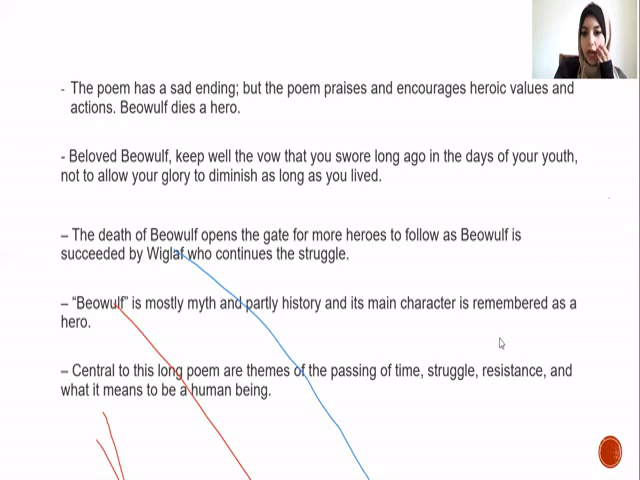 - The poem has a sad ending; but the poem praises and encourages heroic values and
actions. Beowulf dies a hero.
- Beloved Beowulf, keep well the vow that you swore long ago in the days of your youth,
not to allow your glory to diminish as long as you lived.
– The death of Beowulf opens the gate for more heroes to follow as Beowulf is
succeeded by Wiglaf who continues the struggle.
– “Beowulf” is mostly myth and partly history and its main character is remembered as a
hero.
– Central to this long poem are themes of the passing of time, struggle, resistance, and
what it means to be a human being.